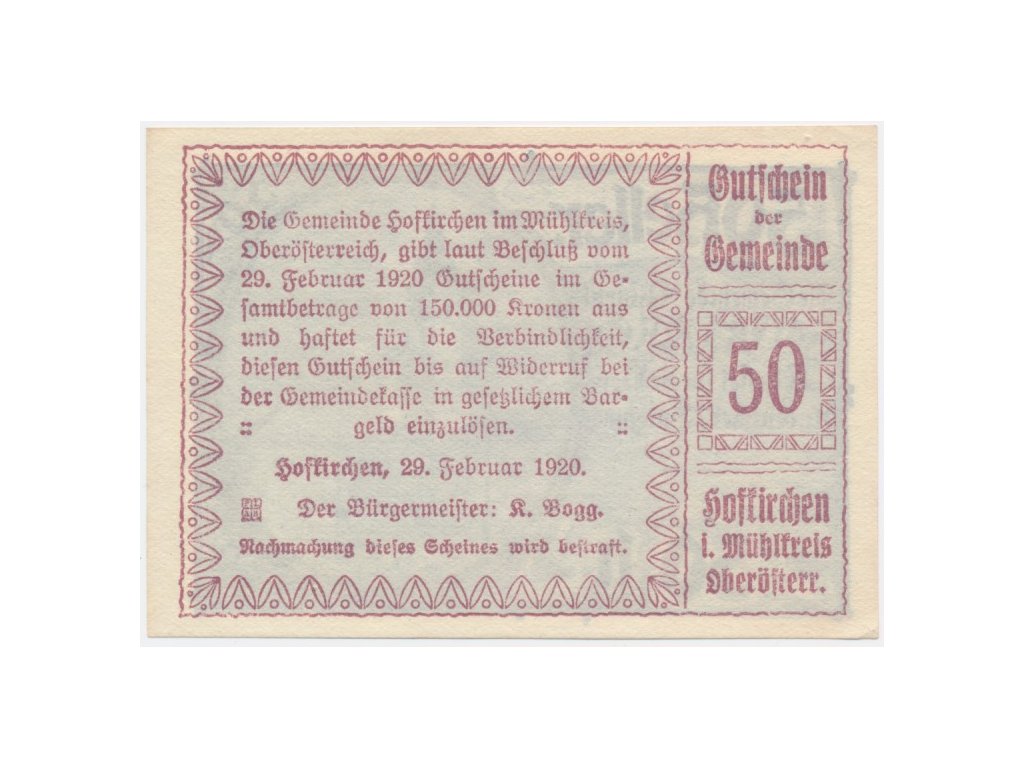 Die Gemeinde Hofkirchen im Mühlkreis,
Oberösterreich, gibt laut Beschluß vom
29. Februar 1920 Gutscheine im Ge-
samtbetrage von 150.000 Kronen aus
und haftet für die Verbindlichkeit,
diesen Gutschein bis auf Widerruf bei
der Gemeindekasse in gesetzlichem Bar-
:: geld einzulösen. ::
Hofkirchen, 29. Februar 1920.
Der Bürgermeister: K. Bogg.
Nachmachung dieses Scheines wird bestraft.
Gutschein
der
Gemeinde
50
Hofkirchen
i. Mühlkreis
Oberösterr.